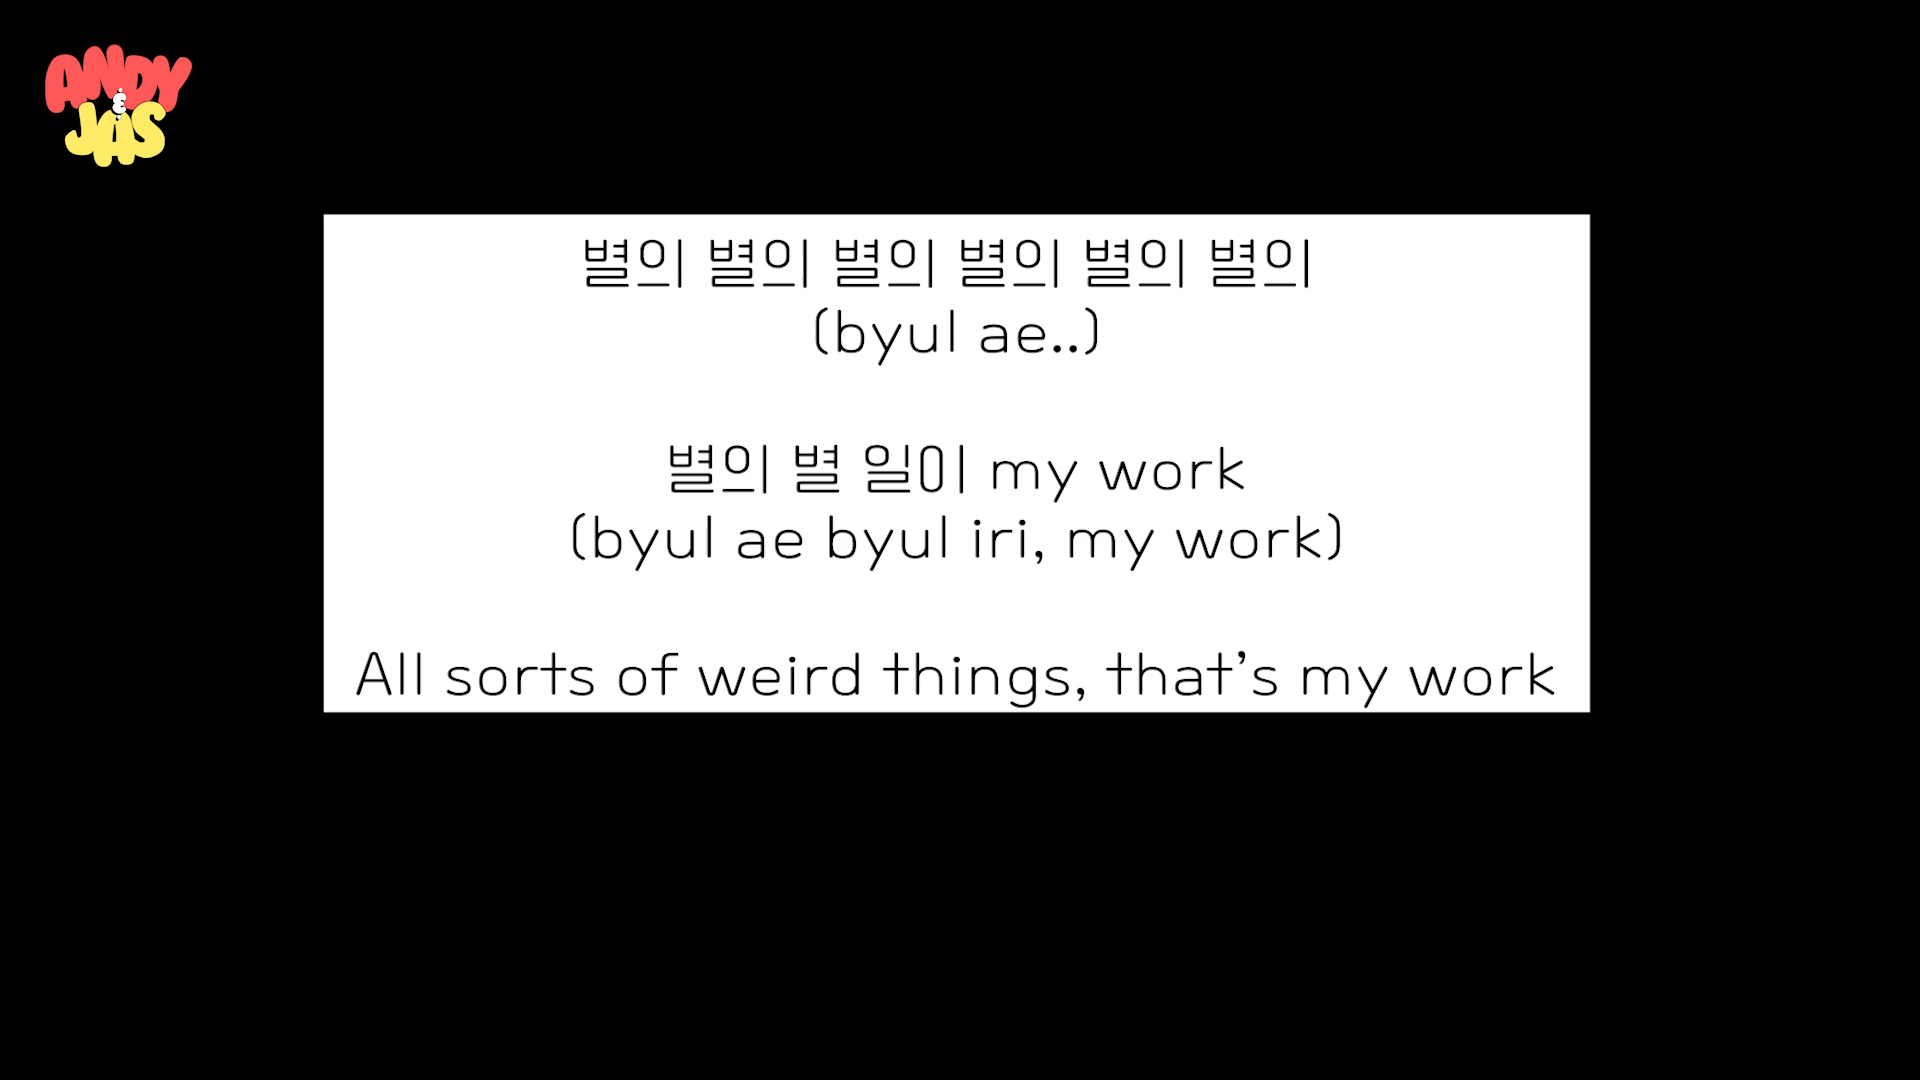 ANDY
&
JAS
별의 별의 별의 별의 별의 별의
(byul ae..)
별의 별 일이 my work
(byul ae byul iri, my work)
All sorts of weird things, that's my work